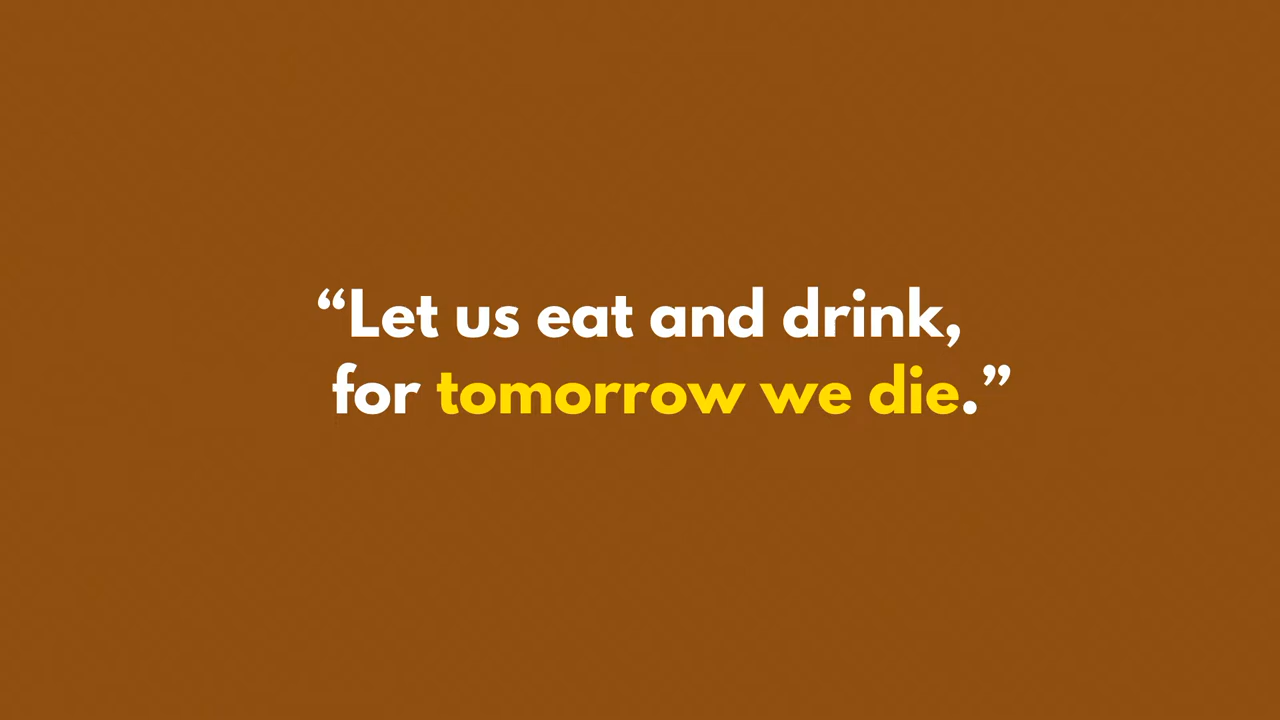 “Let us eat and drink,
for tomorrow we die.”